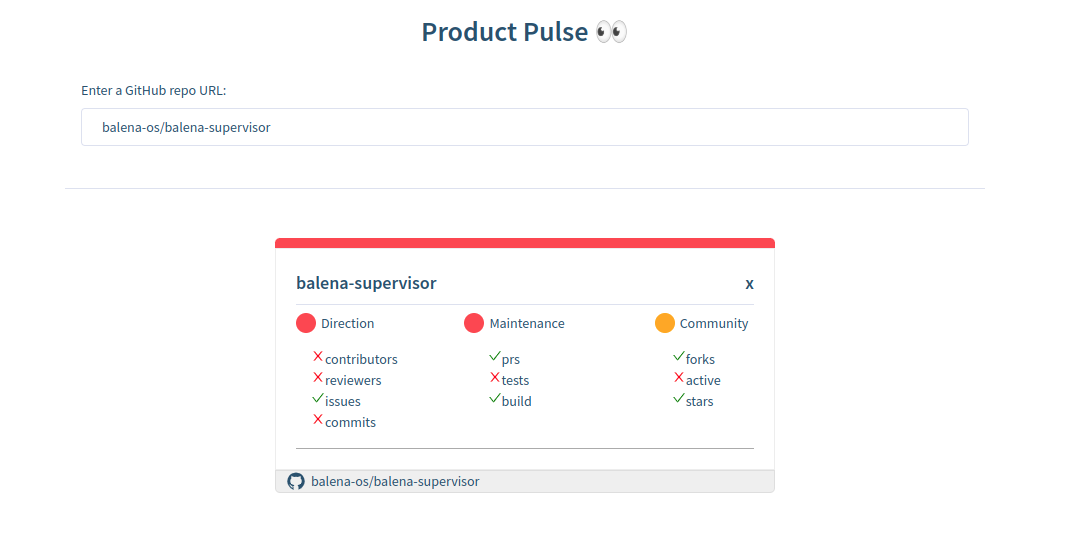 Product Pulse 👀
Enter a GitHub repo URL:
balena-os/balena-supervisor
balena-supervisor x
Direction Maintenance Community
contributors prs forks
reviewers tests active
issues build stars
commits
balena-os/balena-supervisor